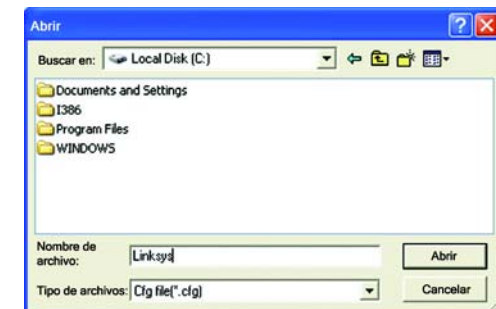 Abrir
Buscar en: Local Disk (C:)
Documents and Settings
I386
Program Files
WINDOWS
Nombre de archivo: Linksys Abrir
Tipo de archivos: Cfg file(*.cfg) Cancelar